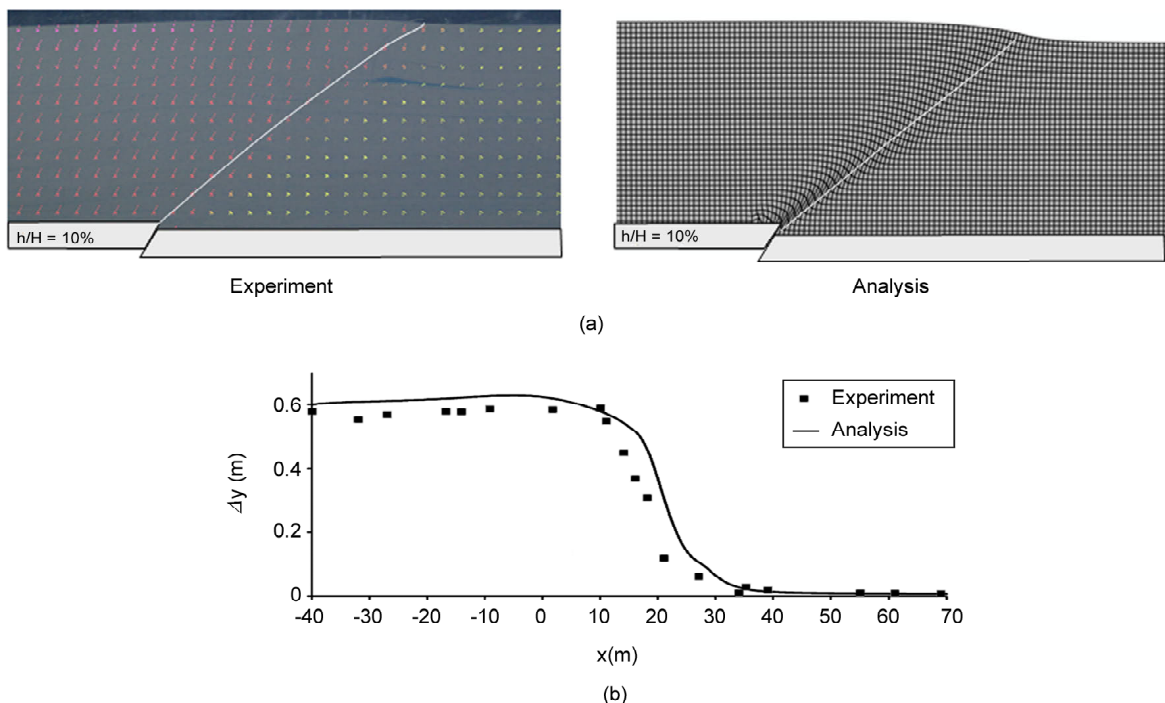 h/H = 10%
h/H = 10%
Experiment
Analysis
(a)
0.6
0.4
0.2
0
Δy (m)
Experiment
Analysis
-40 -30 -20 -10 0 10 20 30 40 50 60 70
x(m)
(b)